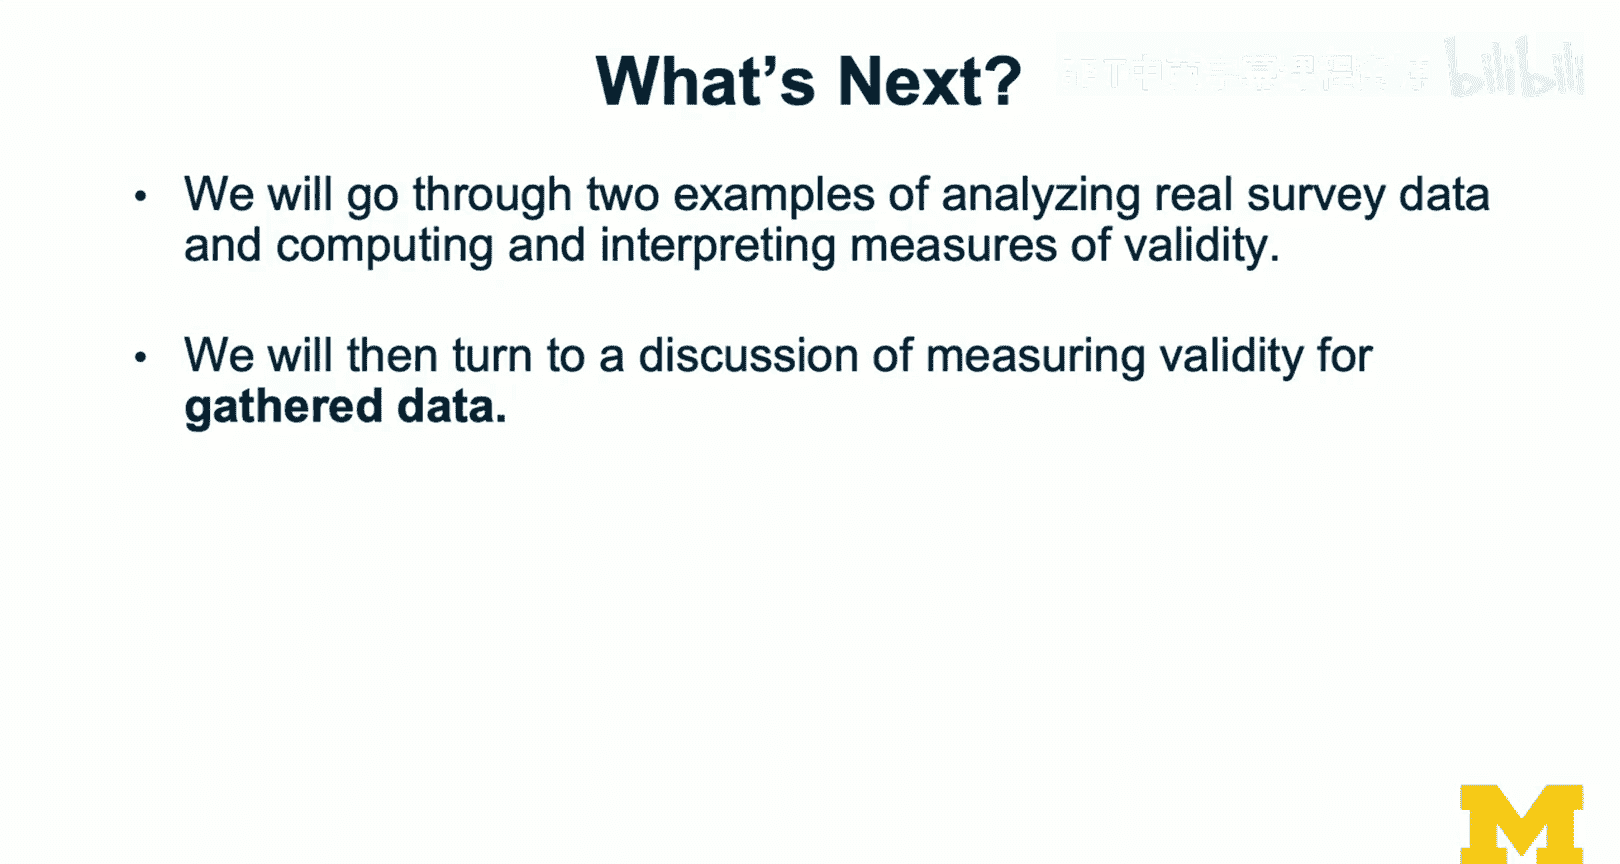 What’s Next?
bilibili
• We will go through two examples of analyzing real survey data
and computing and interpreting measures of validity.
• We will then turn to a discussion of measuring validity for
gathered data.
M